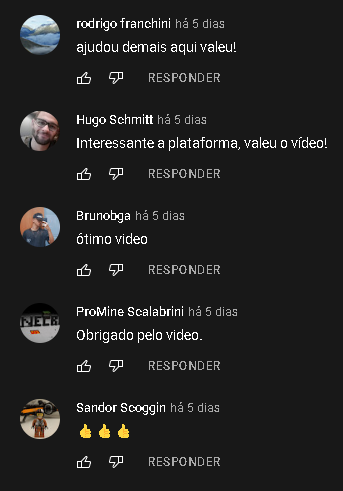 rodrigo franchini há 5 dias
ajudou demais aqui valeu!
RESPONDER
Hugo Schmitt há 5 dias
Interessante a plataforma, valeu o vídeo!
RESPONDER
Brunobga há 5 dias
ótimo video
RESPONDER
ProMine Scalabrini há 5 dias
Obrigado pelo video.
RESPONDER
Sandor Scoggin há 5 dias
👍👍👍
RESPONDER